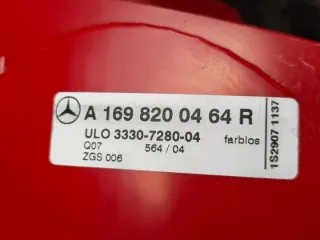 A 169 820 04 64 R
ULO 3330-7280-04 farblos
Q07 564 / 04
ZGS 006
1S2907 1137